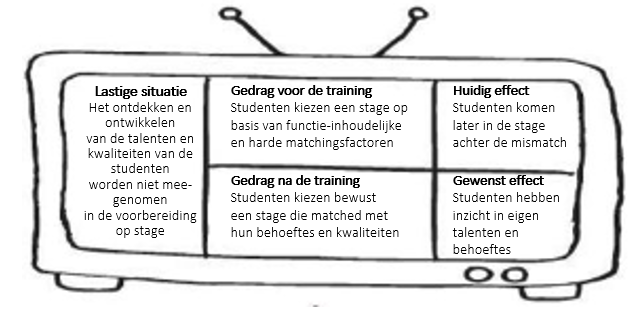 Lastige situatie
Het ontdekken en
ontwikkelen
van de talenten en
kwaliteiten van de
studenten
worden niet mee-
genomen
in de voorbereiding
op stage
Gedrag voor de training
Studenten kiezen een stage op
basis van functie-inhoudelijke
en harde matchingsfactoren
Huidig effect
Studenten komen
later in de stage
achter de mismatch
Gedrag na de training
Studenten kiezen bewust
een stage die matched met
hun behoeftes en kwaliteiten
Gewenst effect
Studenten hebben
inzicht in eigen
talenten en
behoeftes